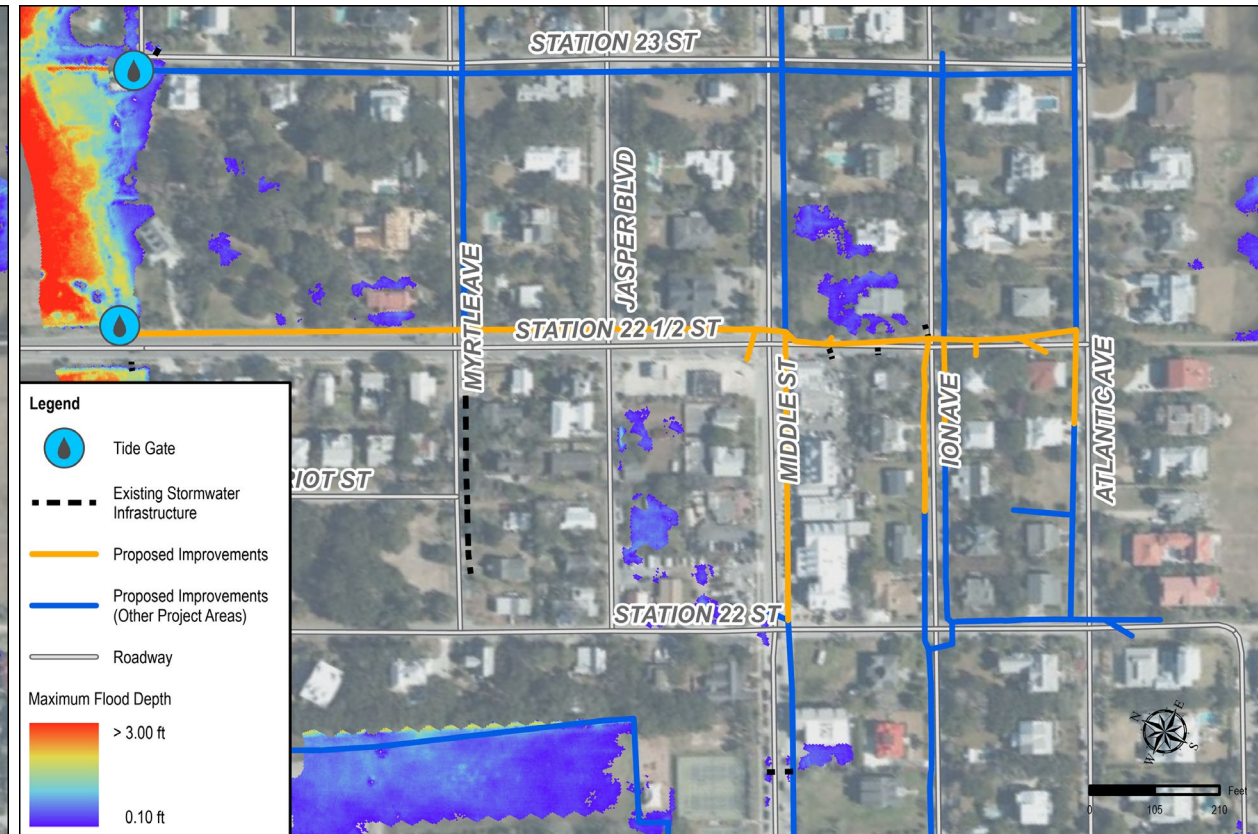 STATION 23 ST
JASPER BLVD
MYRTLE AVE
STATION 22 1/2 ST
MIDDLE ST
ION AVE
ATLANTIC AVE
RIOT ST
STATION 22 ST
Legend
Tide Gate
Existing Stormwater
Infrastructure
Proposed Improvements
Proposed Improvements
(Other Project Areas)
Roadway
Maximum Flood Depth
> 3.00 ft
0.10 ft
N
E
W
S
Feet
0 105 210